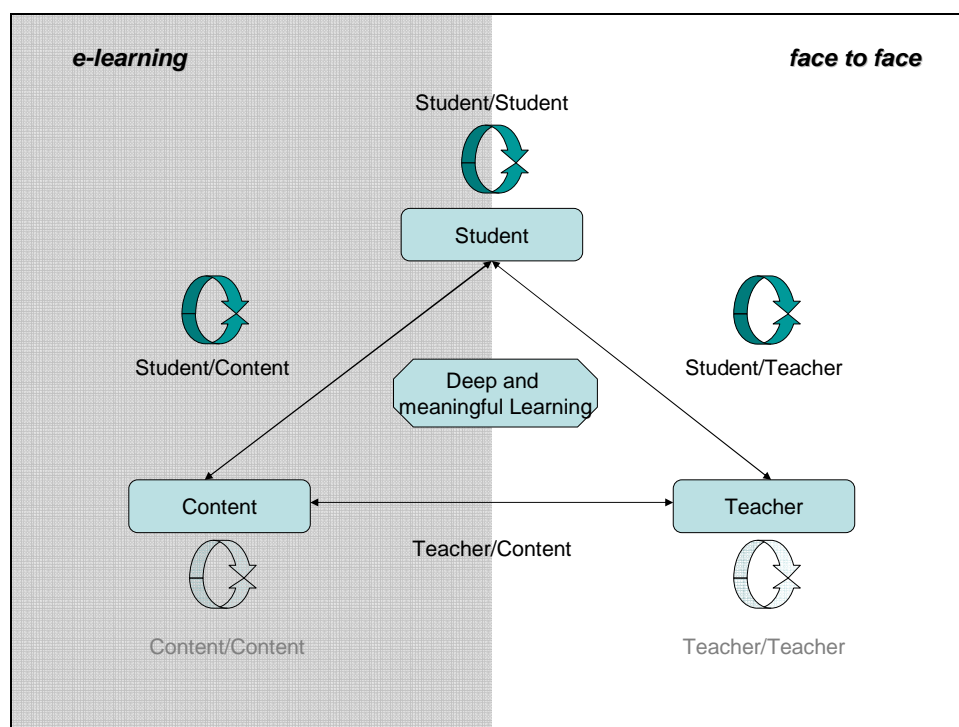 e-learning
face to face
Student/Student
Student
Student/Content
Student/Teacher
Deep and
meaningful Learning
Content
Teacher
Teacher/Content
Content/Content
Teacher/Teacher